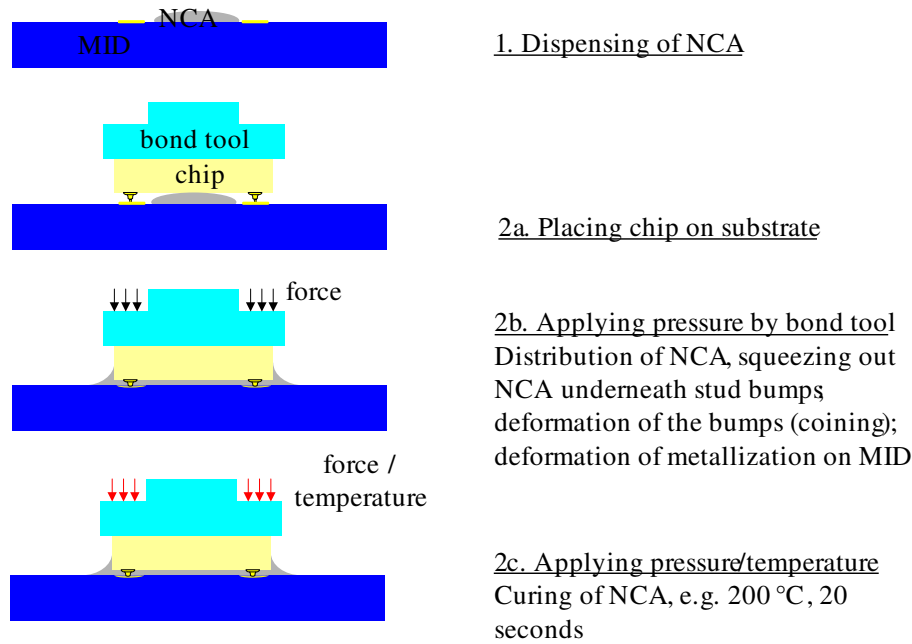 NCA
MID
1. Dispensing of NCA
bond tool
chip
2a. Placing chip on substrate
force
2b. Applying pressure by bond tool
Distribution of NCA, squeezing out
NCA underneath stud bumps,
deformation of the bumps (coining);
deformation of metallization on MID
force /
temperature
2c. Applying pressure/temperature
Curing of NCA, e.g. 200 °C, 20
seconds